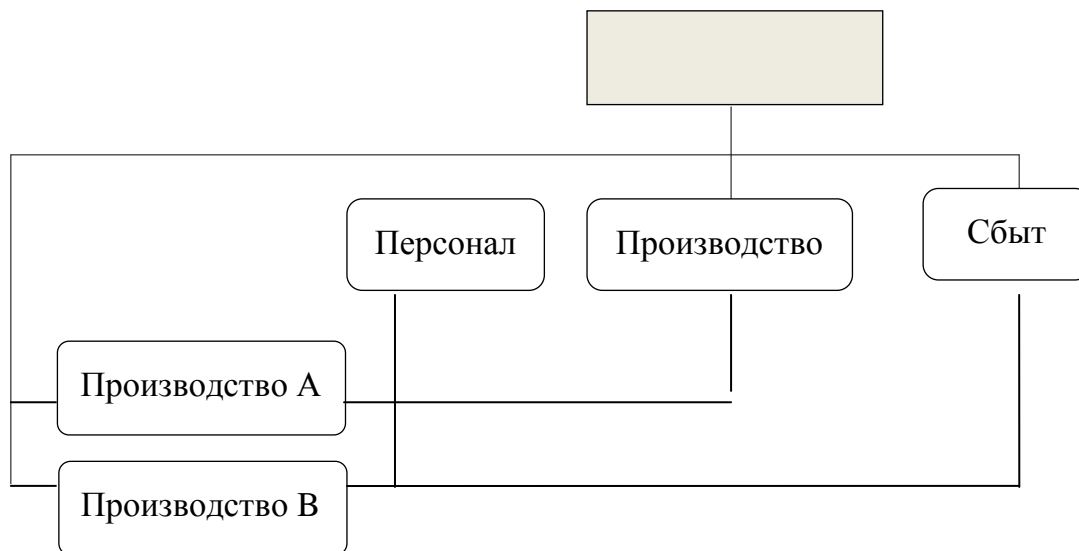 Персонал
Производство
Сбыт
Производство А
Производство В